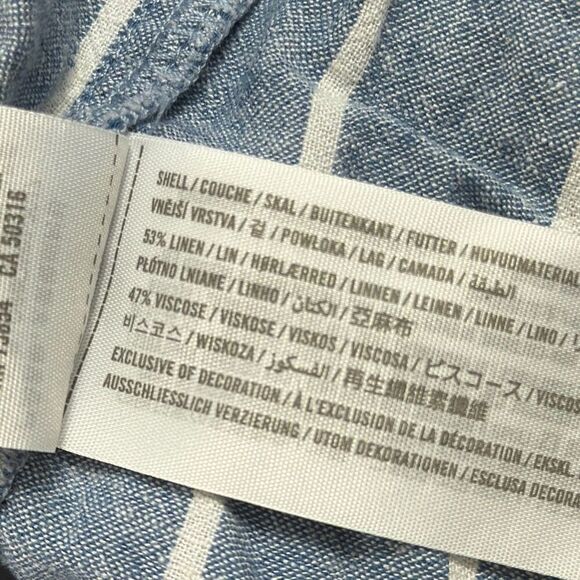 SHELL / COUCHE / SKAL / BUITENKANT / FUTTER / HUVUDMATERIAL
VNĚJŠÍ VRSTVA / 겉 / POWŁOKA / LAG / CAMADA / الطبقة
53% LINEN / LIN / HØRLÆRRED / LINNEN / LEINEN / LINNE / LINO /
PŁÓTNO LNIANE / LINHO / الكتان / 亞麻布
47% VISCOSE / VISKOSE / VISKOS / VISCOSA / ビスコース / VISCOS
비스코스 / WISKOZA / الفسكوز / 再生纖維素纖維
EXCLUSIVE OF DECORATION / À L'EXCLUSION DE LA DÉCORATION / EKSKL.
AUSSCHLIESSLICH VERZIERUNG / UTOM DEKORATIONEN / ESCLUSA DECORA
CA 50316